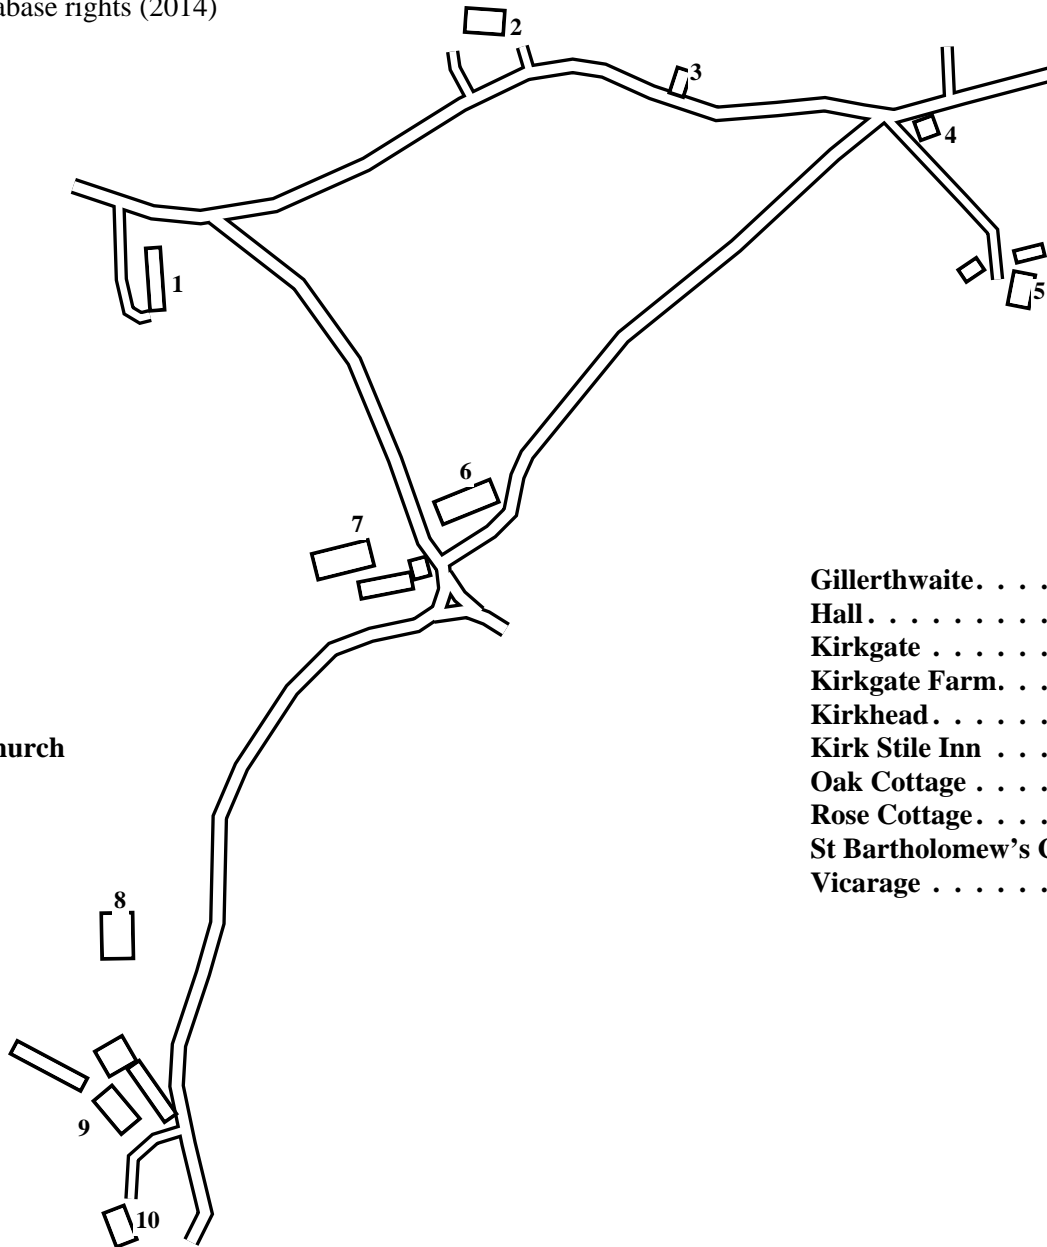 abase rights (2014)
2
3
4
1
5
6
7
Gillerthwaite. . . .
Hall . . . . . . . . .
Kirkgate . . . . . .
Kirkgate Farm. . .
Kirkhead. . . . . .
Kirk Stile Inn . . .
Oak Cottage . . . .
Rose Cottage. . . .
St Bartholomew's C
Vicarage . . . . . .
hurch
8
9
10